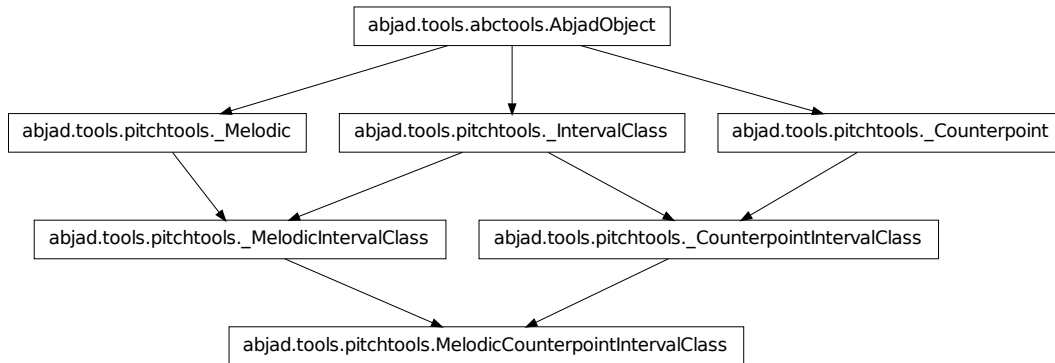 abjad.tools.abctools.AbjadObject
abjad.tools.pitchtools._Melodic
abjad.tools.pitchtools._IntervalClass
abjad.tools.pitchtools._Counterpoint
abjad.tools.pitchtools._MelodicIntervalClass
abjad.tools.pitchtools._CounterpointIntervalClass
abjad.tools.pitchtools.MelodicCounterpointIntervalClass